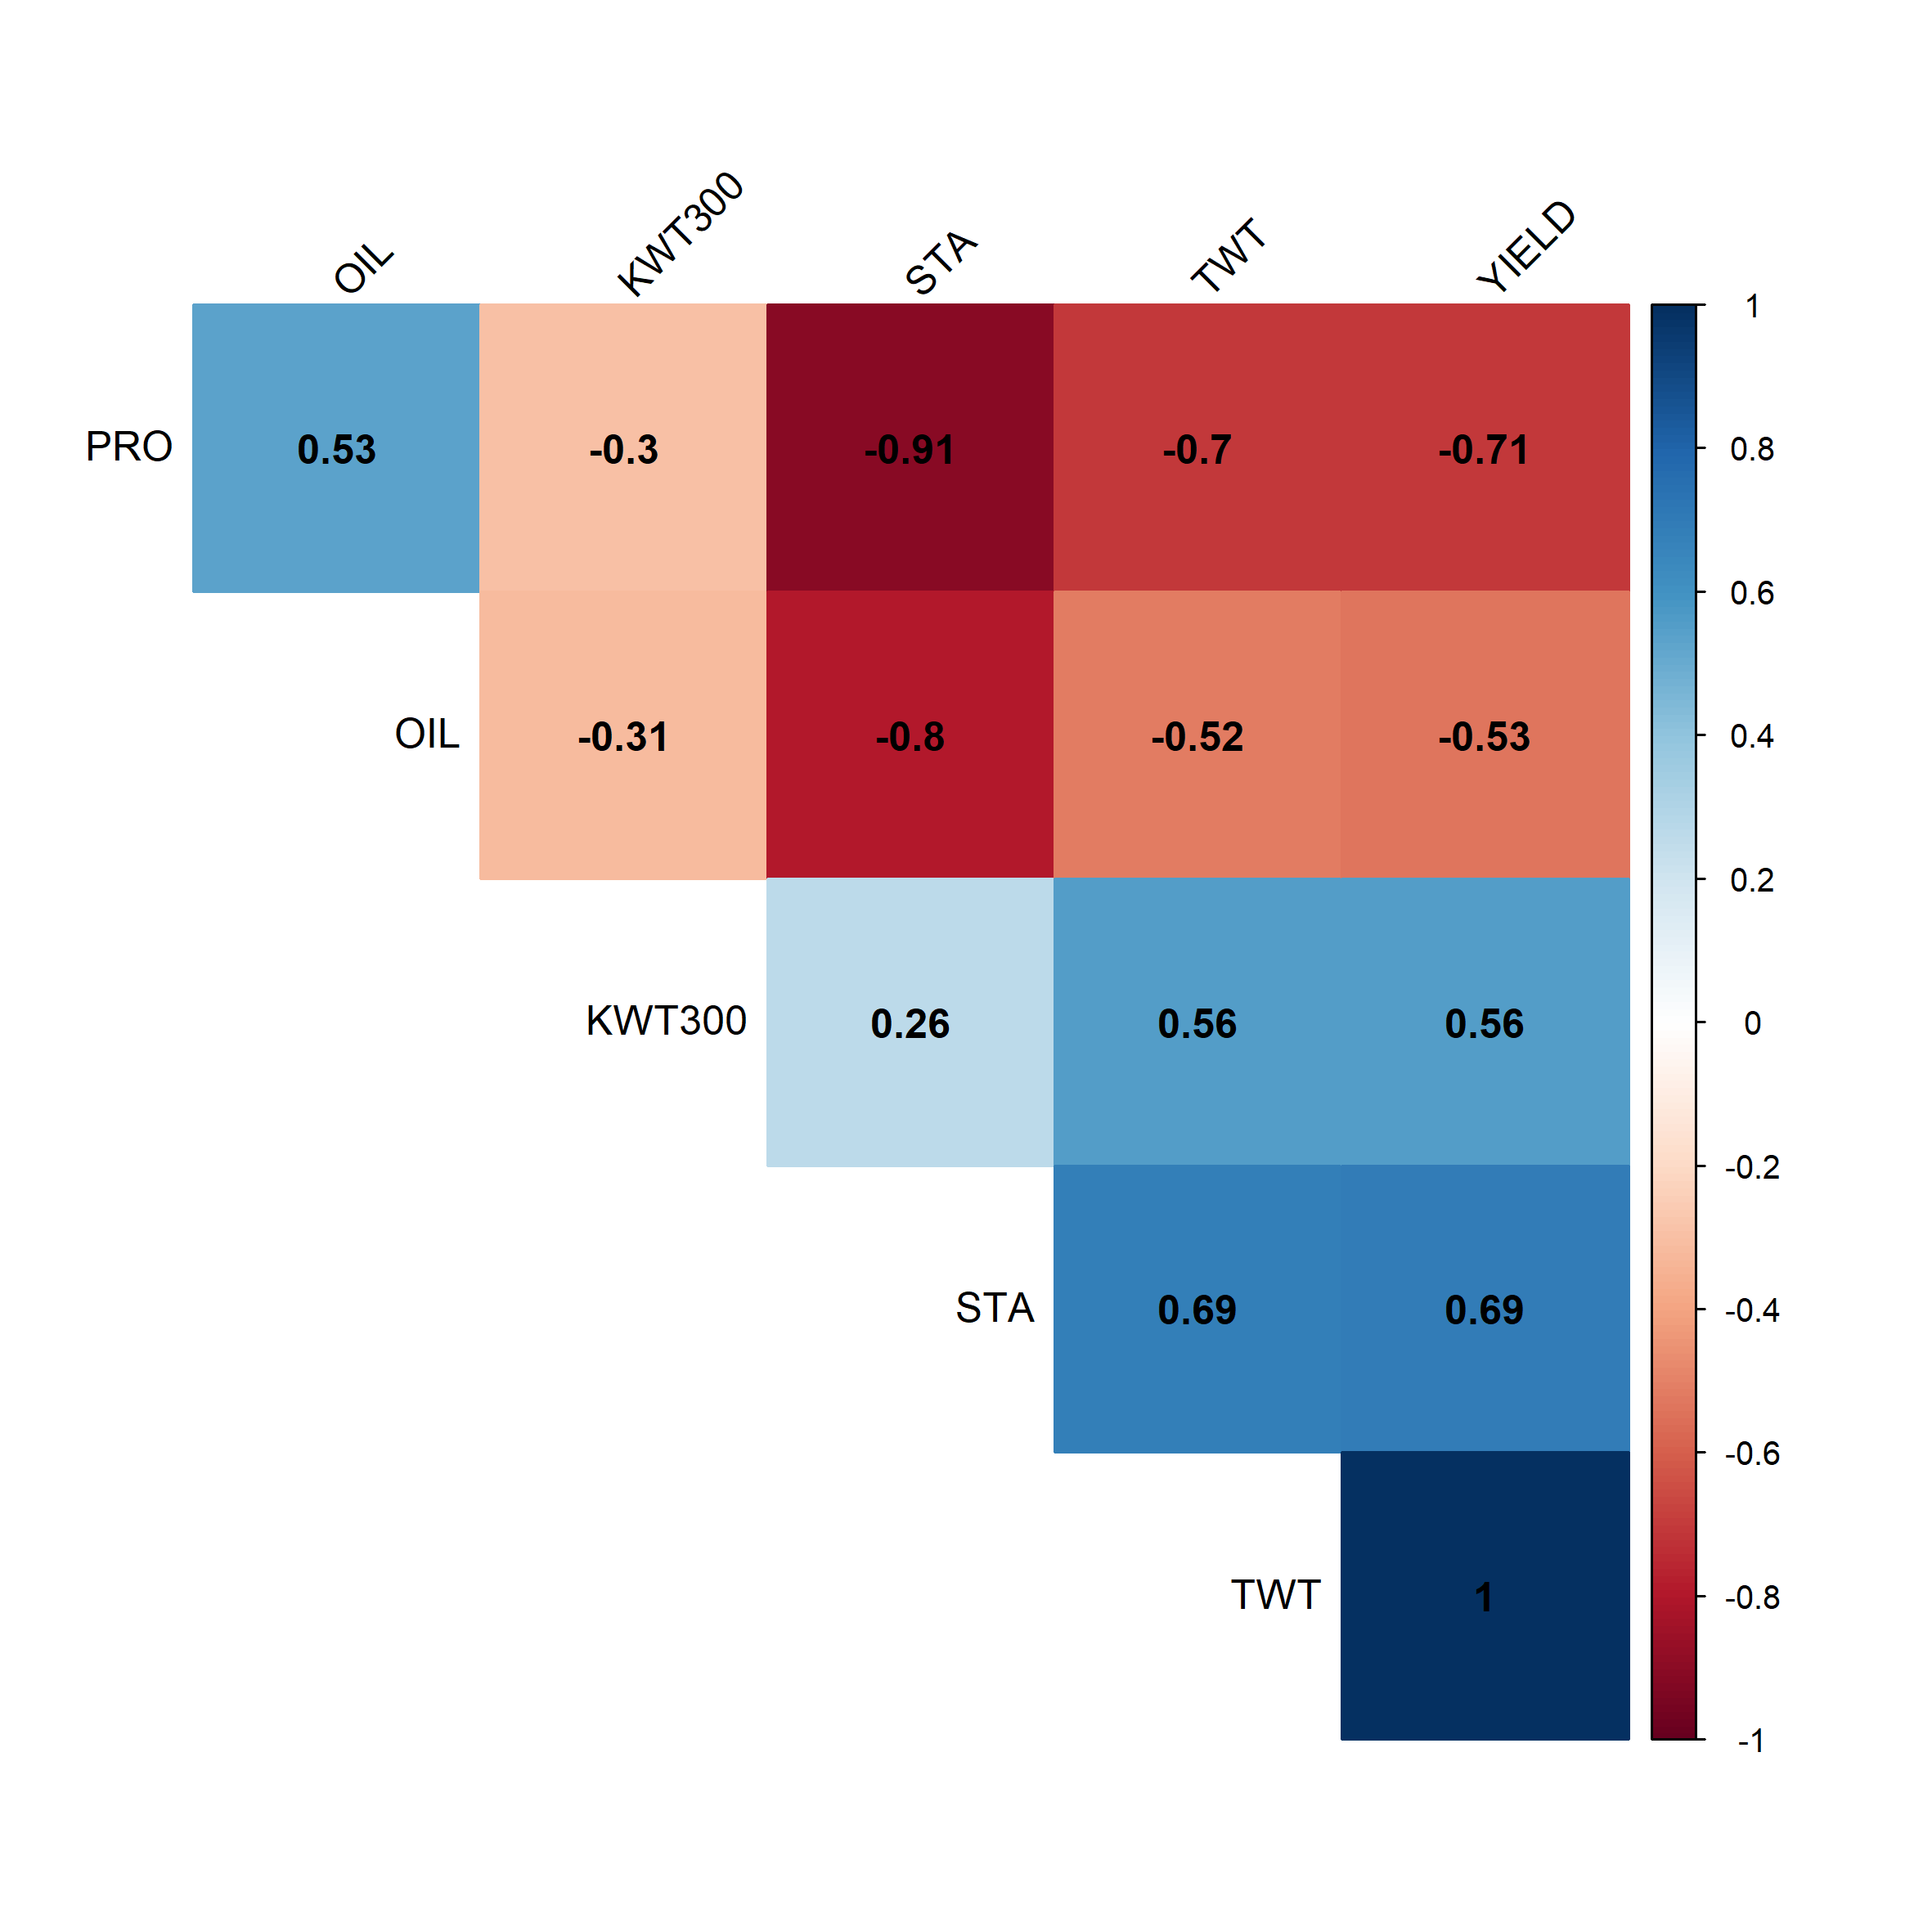 OIL KWT300 STA TWT YIELD
PRO 0.53 -0.3 -0.91 -0.7 -0.71
OIL -0.31 -0.8 -0.52 -0.53
KWT300 0.26 0.56 0.56
STA 0.69 0.69
TWT 1
1
0.8
0.6
0.4
0.2
0
-0.2
-0.4
-0.6
-0.8
-1